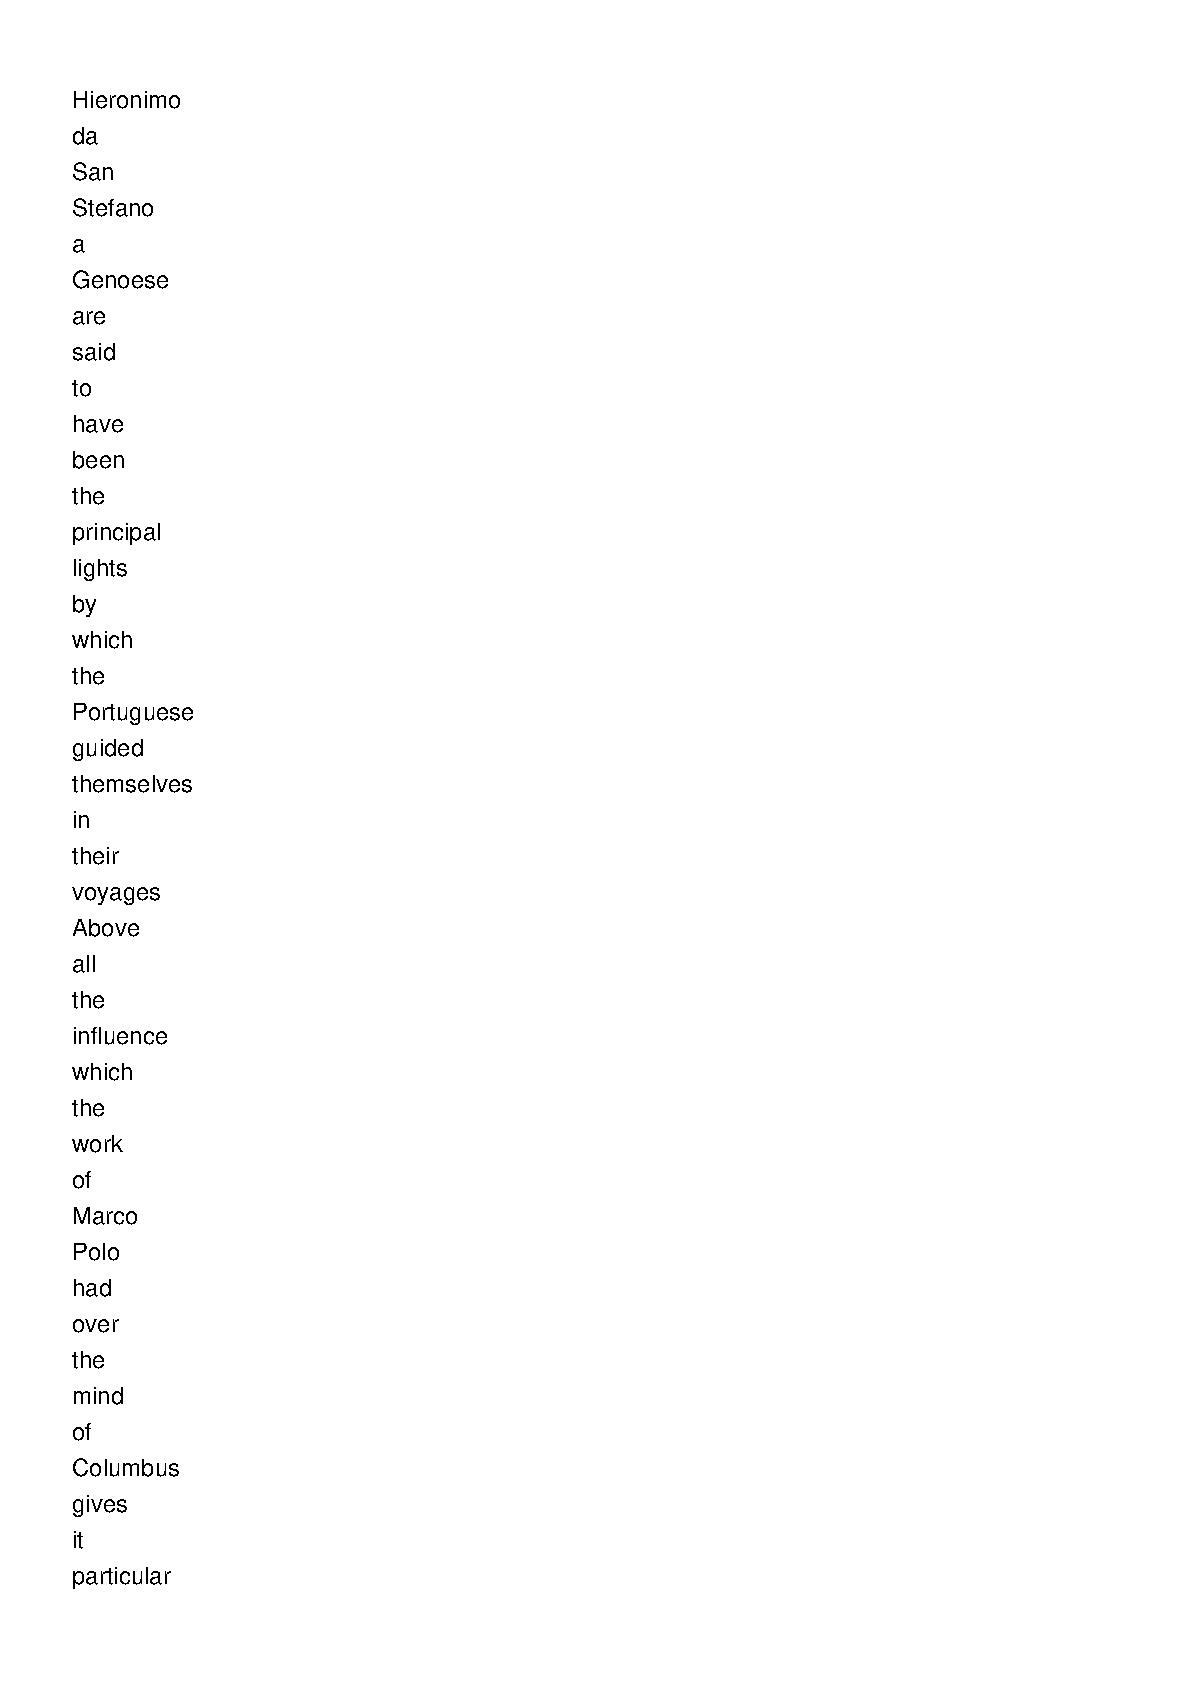 Hieronimo
da
San
Stefano
a
Genoese
are
said
to
have
been
the
principal
lights
by
which
the
Portuguese
guided
themselves
in
their
voyages
Above
all
the
influence
which
the
work
of
Marco
Polo
had
over
the
mind
of
Columbus
gives
it
particular